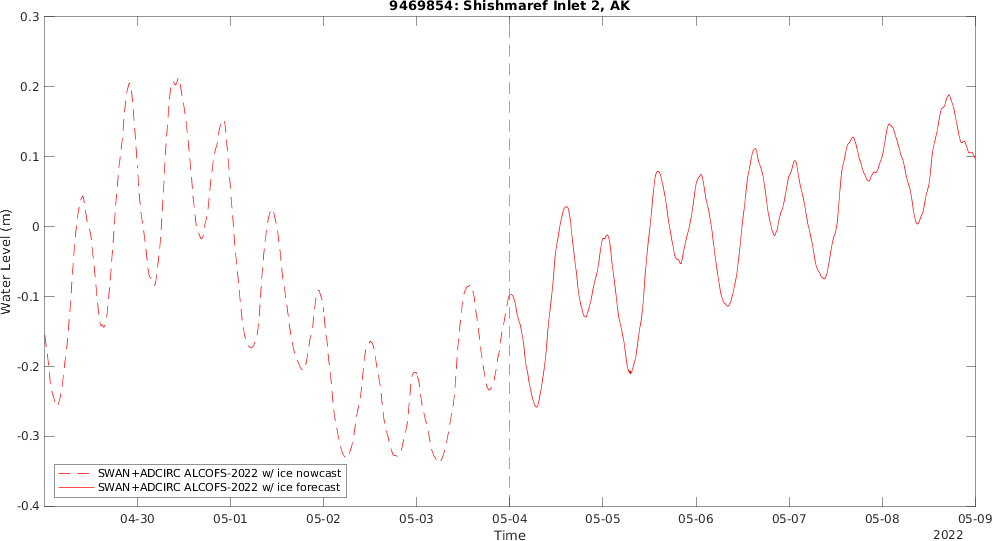 9469854: Shishmaref Inlet 2, AK
Water Level (m)
0.3
0.2
0.1
0
-0.1
-0.2
-0.3
-0.4
SWAN+ADCIRC ALCOFS-2022 w/ ice nowcast
SWAN+ADCIRC ALCOFS-2022 w/ ice forecast
04-30 05-01 05-02 05-03 05-04 05-05 05-06 05-07 05-08 05-09
Time
2022